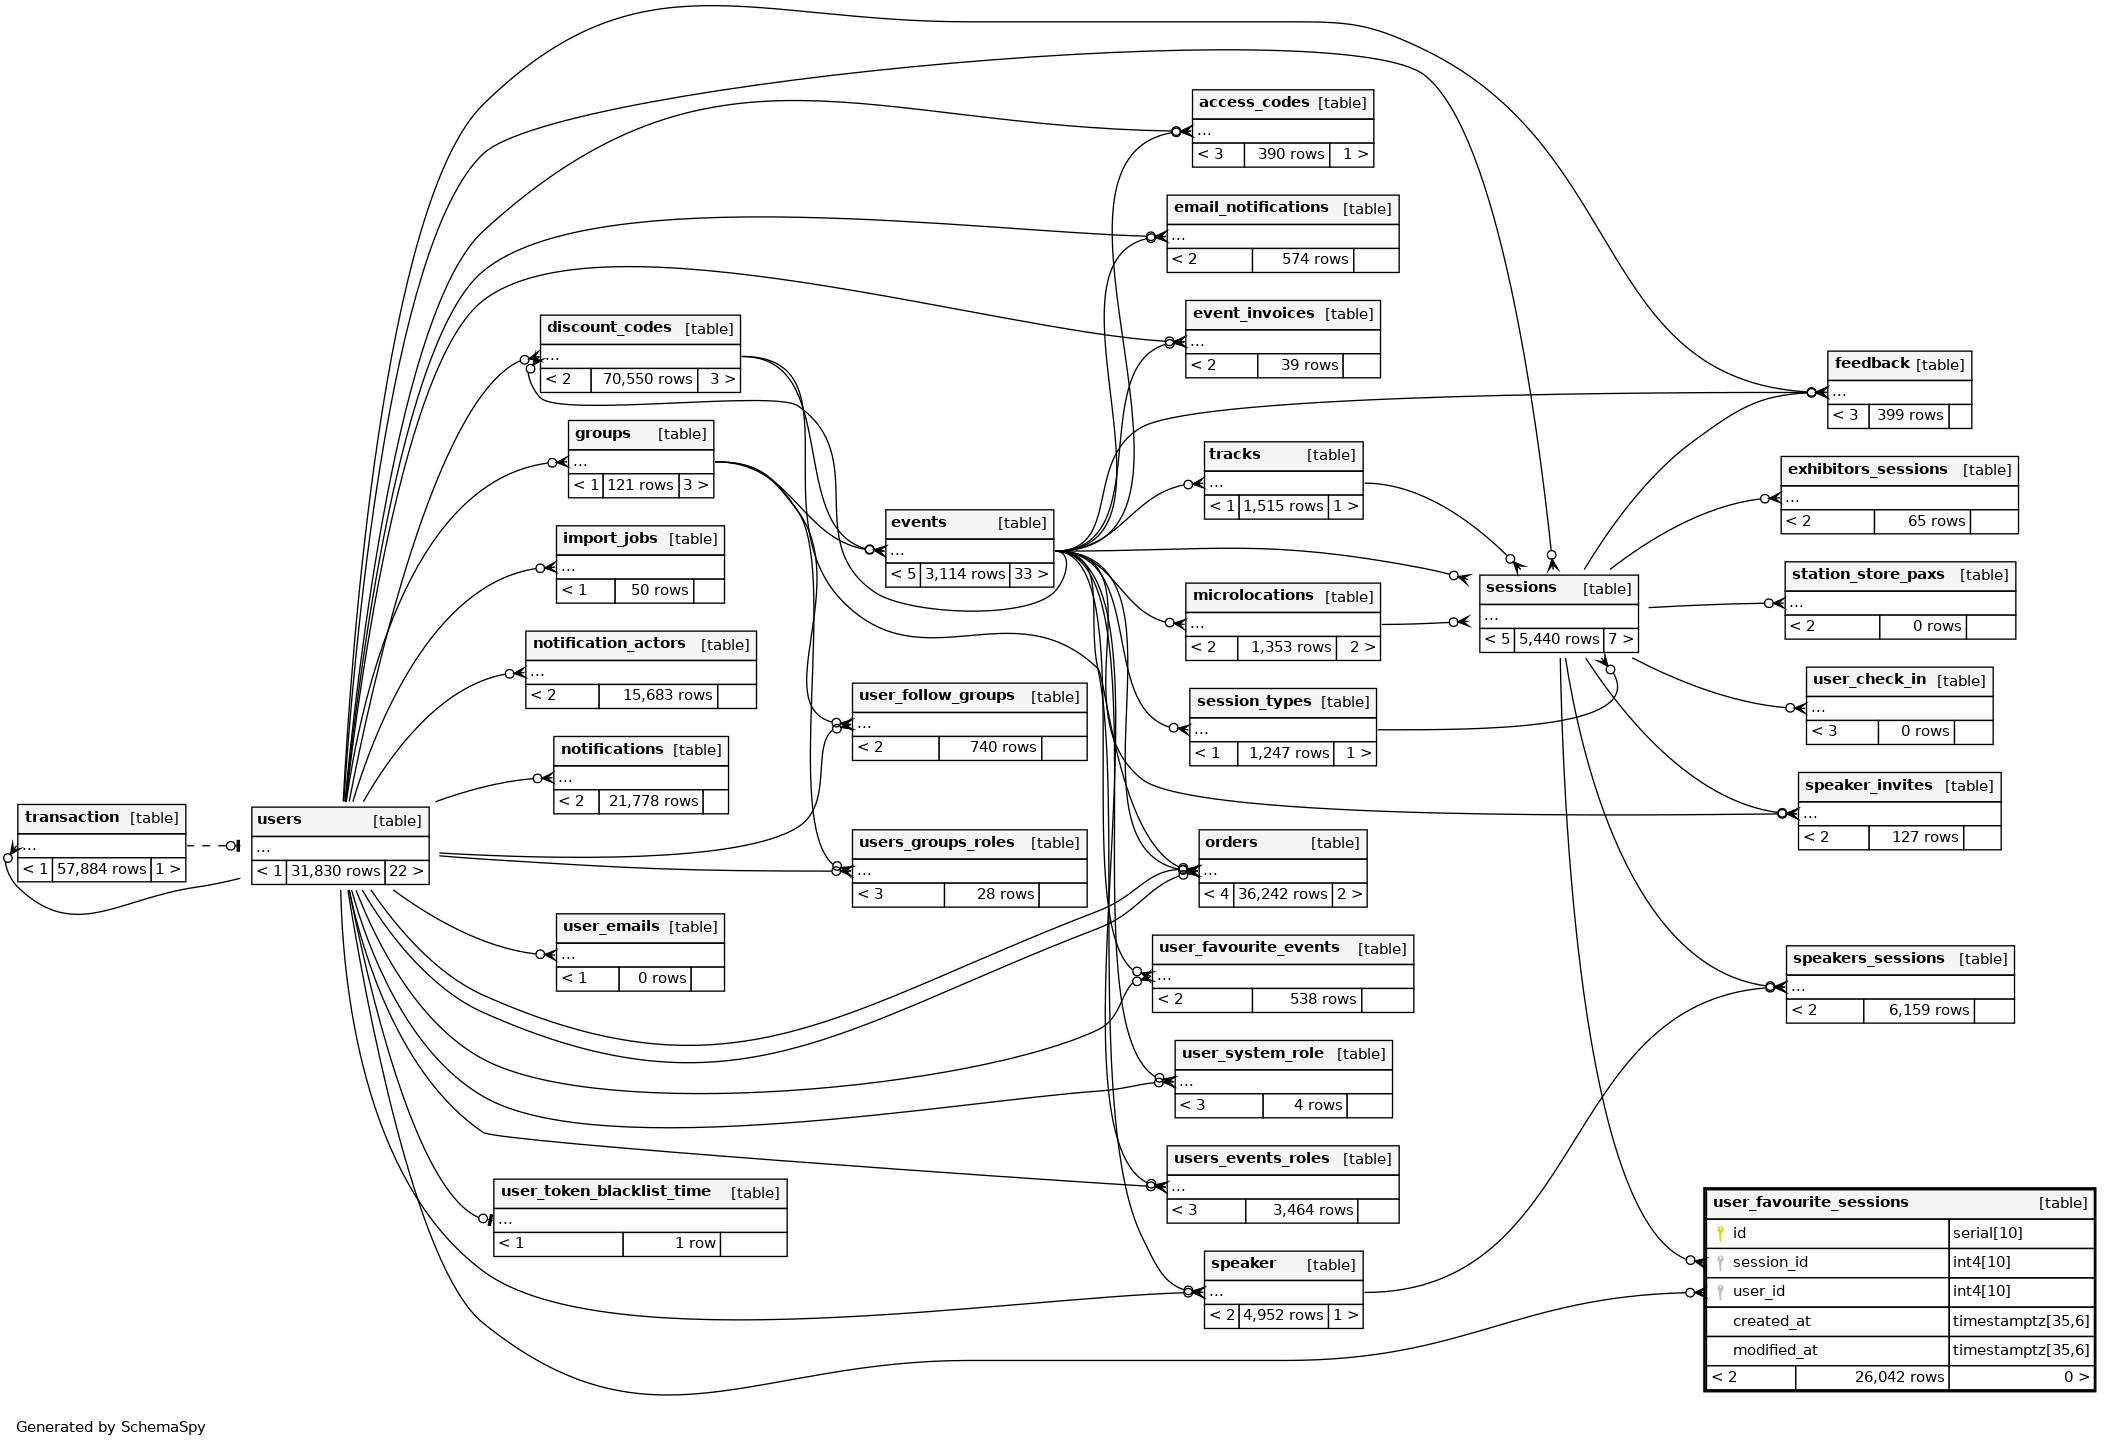 access_codes [table]
...
< 3 390 rows 1 >
email_notifications [table]
...
< 2 574 rows
event_invoices [table]
...
< 2 39 rows
discount_codes [table]
...
< 2 70,550 rows 3 >
feedback [table]
...
< 3 399 rows
groups [table]
...
< 1 121 rows 3 >
tracks [table]
...
< 1 1,515 rows 1 >
exhibitors_sessions [table]
...
< 2 65 rows
events [table]
...
< 5 3,114 rows 33 >
import_jobs [table]
...
< 1 50 rows
station_store_paxs [table]
...
< 2 0 rows
sessions [table]
...
< 5 5,440 rows 7 >
microlocations [table]
...
< 2 1,353 rows 2 >
notification_actors [table]
...
< 2 15,683 rows
user_check_in [table]
...
< 3 0 rows
user_follow_groups [table]
...
< 2 740 rows
session_types [table]
...
< 1 1,247 rows 1 >
notifications [table]
...
< 2 21,778 rows
speaker_invites [table]
...
< 2 127 rows
transaction [table]
...
< 1 57,884 rows 1 >
users [table]
...
< 1 31,830 rows 22 >
users_groups_roles [table]
...
< 3 28 rows
orders [table]
...
< 4 36,242 rows 2 >
user_emails [table]
...
< 1 0 rows
user_favourite_events [table]
...
< 2 538 rows
speakers_sessions [table]
...
< 2 6,159 rows
user_system_role [table]
...
< 3 4 rows
users_events_roles [table]
...
< 3 3,464 rows
user_token_blacklist_time [table]
...
< 1 1 row
speaker [table]
...
< 2 4,952 rows 1 >
user_favourite_sessions [table]
id serial[10]
session_id int4[10]
user_id int4[10]
created_at timestamptz[35,6]
modified_at timestamptz[35,6]
< 2 26,042 rows 0 >
Generated by SchemaSpy